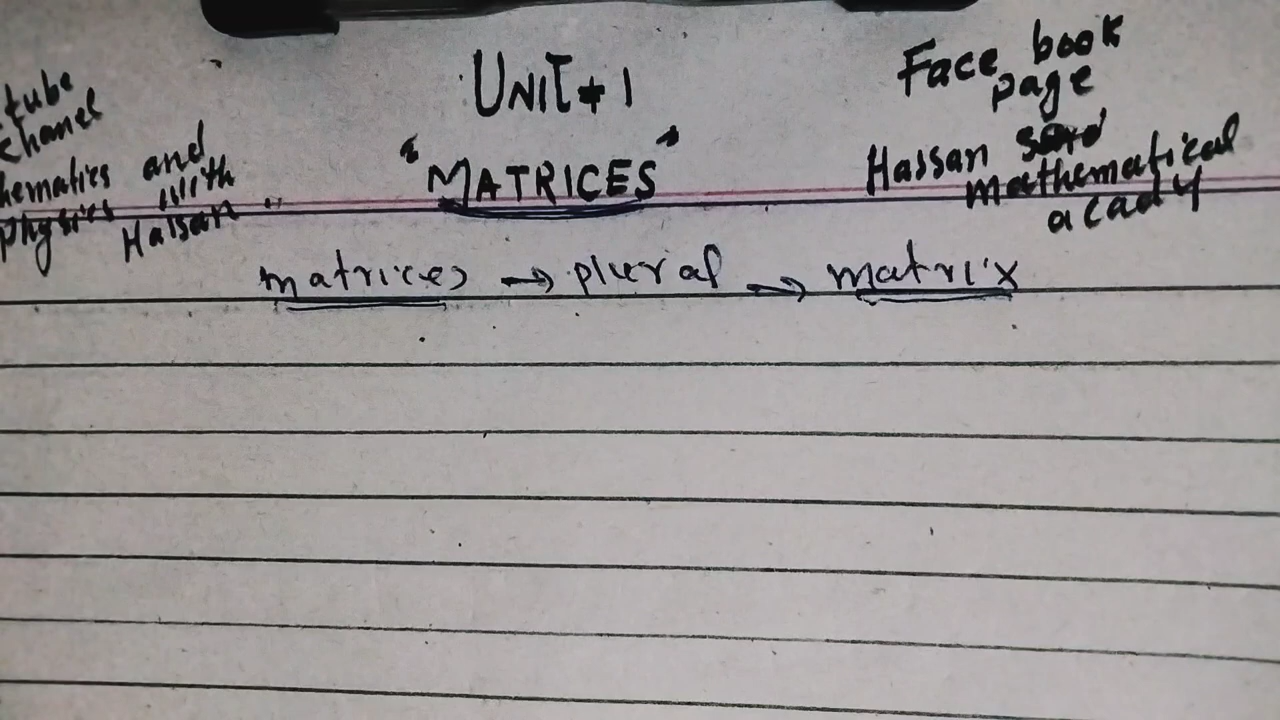 tube
chanel
hematics and
Physics with
Hassan "
UNIT # 1
"MATRICES"
Face book
page
Hassan
mathematical
acady
matrices → plural → matrix